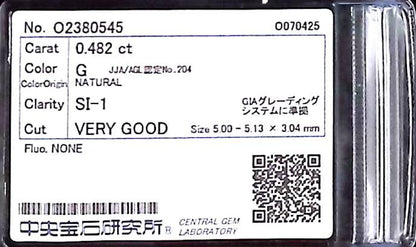 No. O2380545 O070425
Carat 0.482 ct
Color G JJA/AGL認定No.204
ColorOrigin NATURAL
Clarity SI-1 GIAグレーディング
システムに準拠
Cut VERY GOOD Size 5.00 - 5.13 × 3.04 mm
Fluo. NONE
中央宝石研究所® CENTRAL GEM
LABORATORY